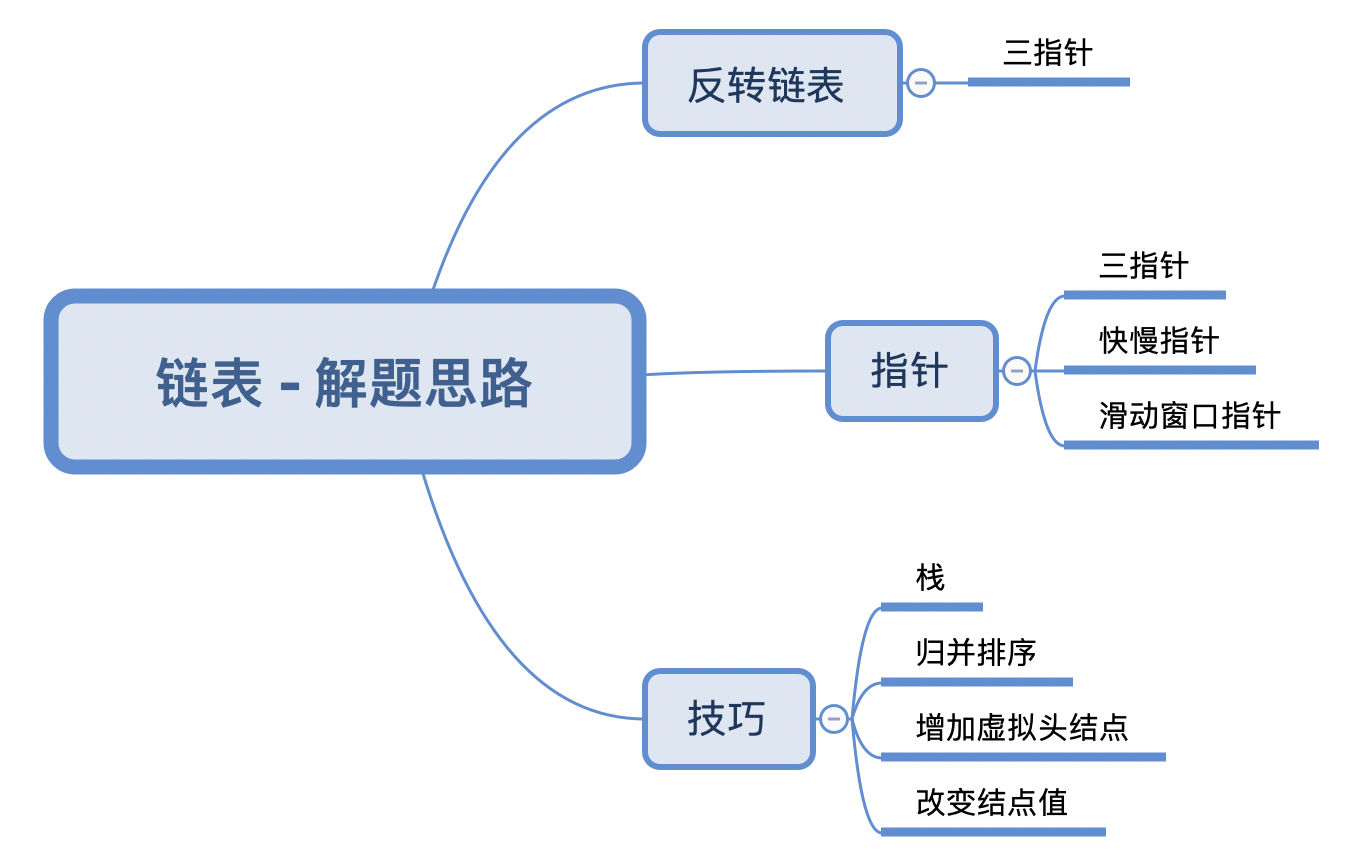 反转链表
三指针
链表 - 解题思路
指针
三指针
快慢指针
滑动窗口指针
技巧
栈
归并排序
增加虚拟头结点
改变结点值